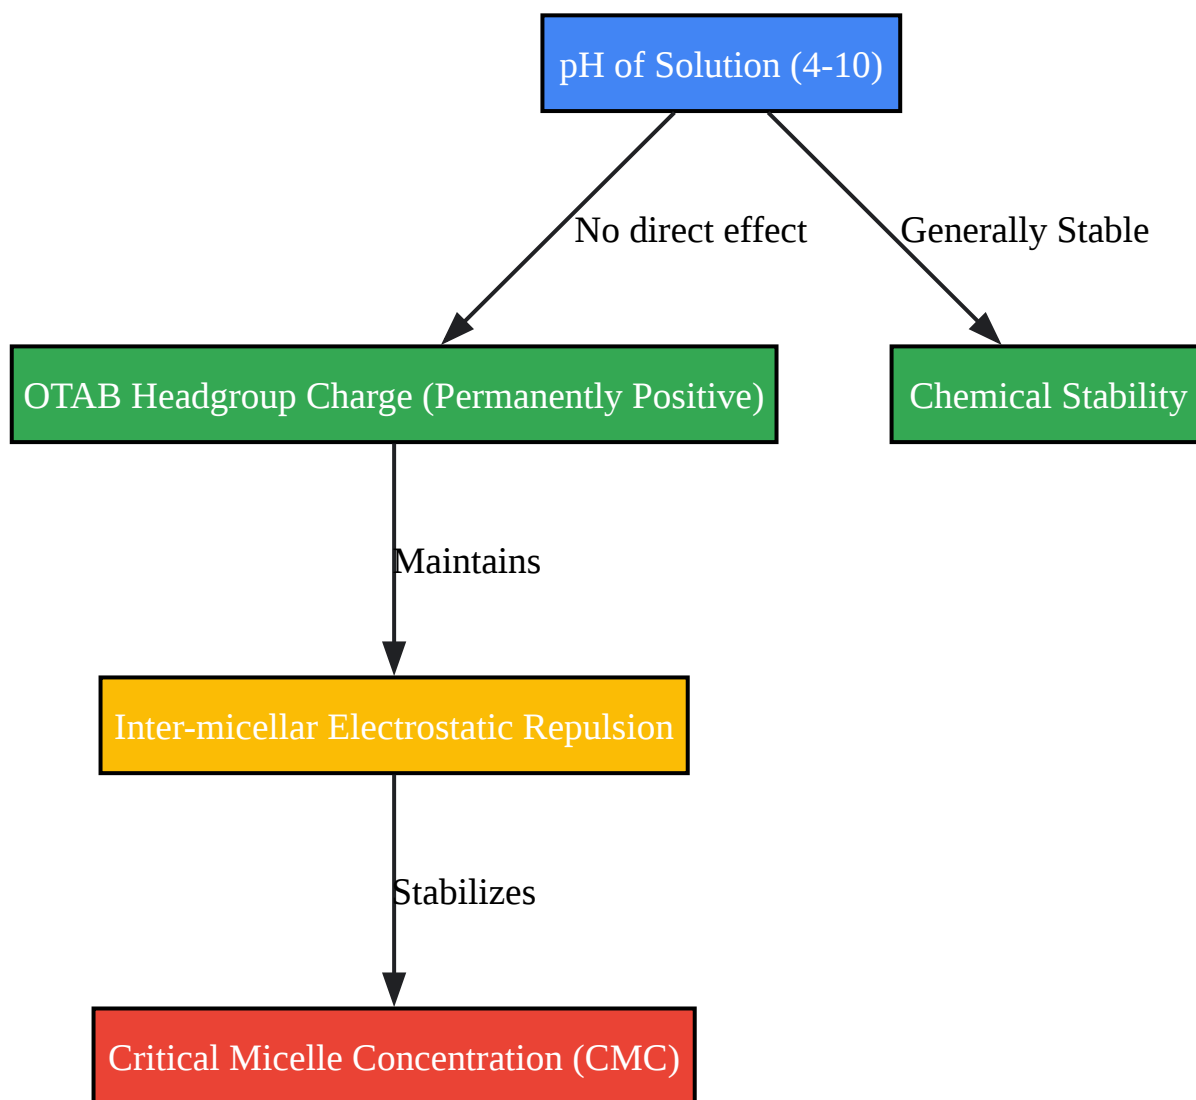 pH of Solution (4-10)
No direct effect
Generally Stable
OTAB Headgroup Charge (Permanently Positive)
Chemical Stability
Maintains
Inter-micellar Electrostatic Repulsion
Stabilizes
Critical Micelle Concentration (CMC)